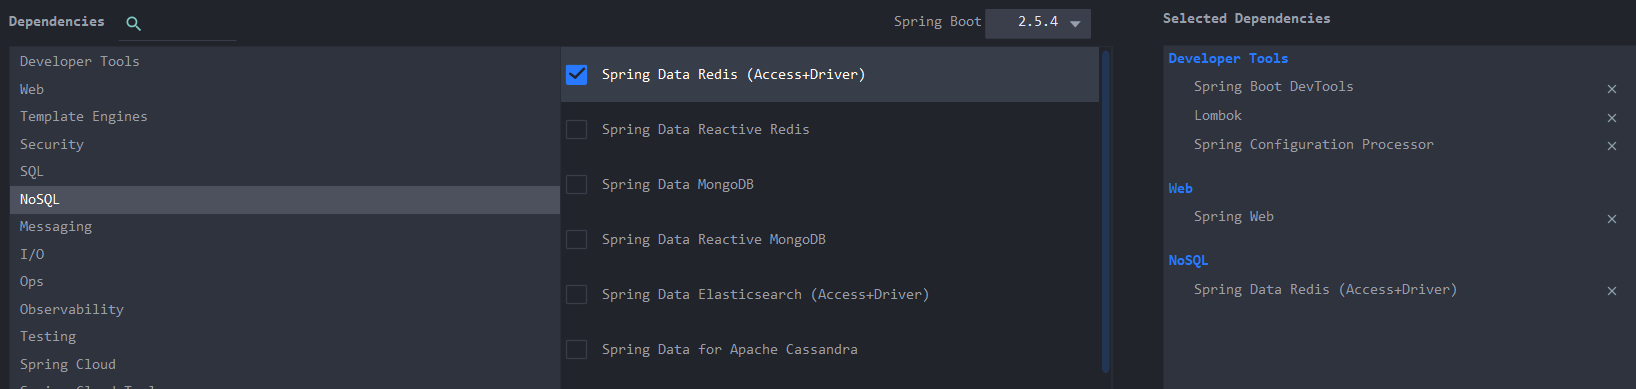 Dependencies
Spring Boot 2.5.4
Selected Dependencies
Developer Tools
Web
Template Engines
Security
SQL
NoSQL
Messaging
I/O
Ops
Observability
Testing
Spring Cloud
Spring Data Redis (Access+Driver)
Spring Data Reactive Redis
Spring Data MongoDB
Spring Data Reactive MongoDB
Spring Data Elasticsearch (Access+Driver)
Spring Data for Apache Cassandra
Developer Tools
Spring Boot DevTools
Lombok
Spring Configuration Processor
Web
Spring Web
NoSQL
Spring Data Redis (Access+Driver)